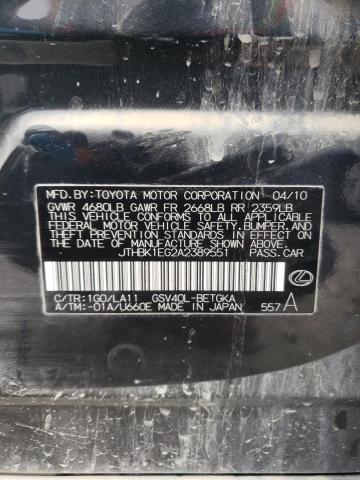 MFD.BY:TOYOTA MOTOR CORPORATION 04/10
GVWR 4680LB GAWR FR 2668LB RR 2359LB
THIS VEHICLE CONFORMS TO ALL APPLICABLE
FEDERAL MOTOR VEHICLE SAFETY,BUMPER,
AND THEFT PREVENTION STANDARDS IN EFFECT
ON THE DATE OF MANUFACTURE SHOWN ABOVE.
JTHBK1EG2A2389551 PASS.CAR
C/TR:1G0/LA11 GSV40L-BETGKA
A/TM:-01A/U660E MADE IN JAPAN 557 A